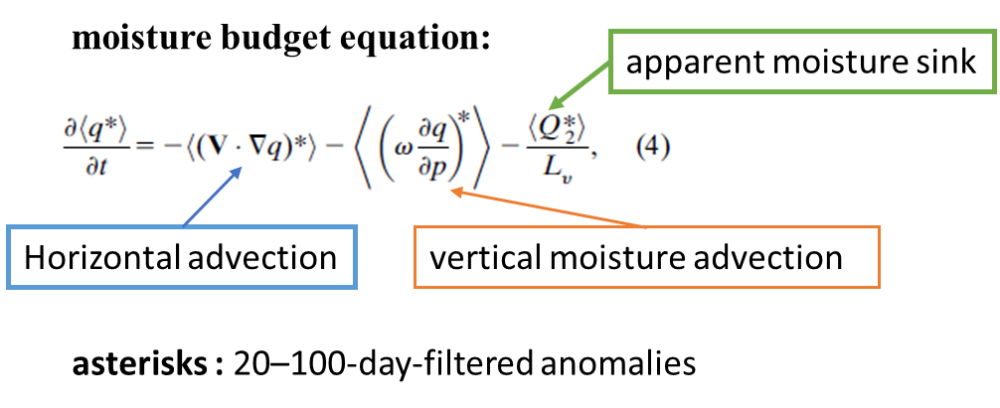 moisture budget equation:
apparent moisture sink
∂⟨q*⟩/∂t = −⟨(V · ∇q)*⟩ − ⟨(ω ∂q/∂p)*⟩ − ⟨Q₂*⟩/Lᵥ, (4)
Horizontal advection
vertical moisture advection
asterisks : 20–100-day-filtered anomalies